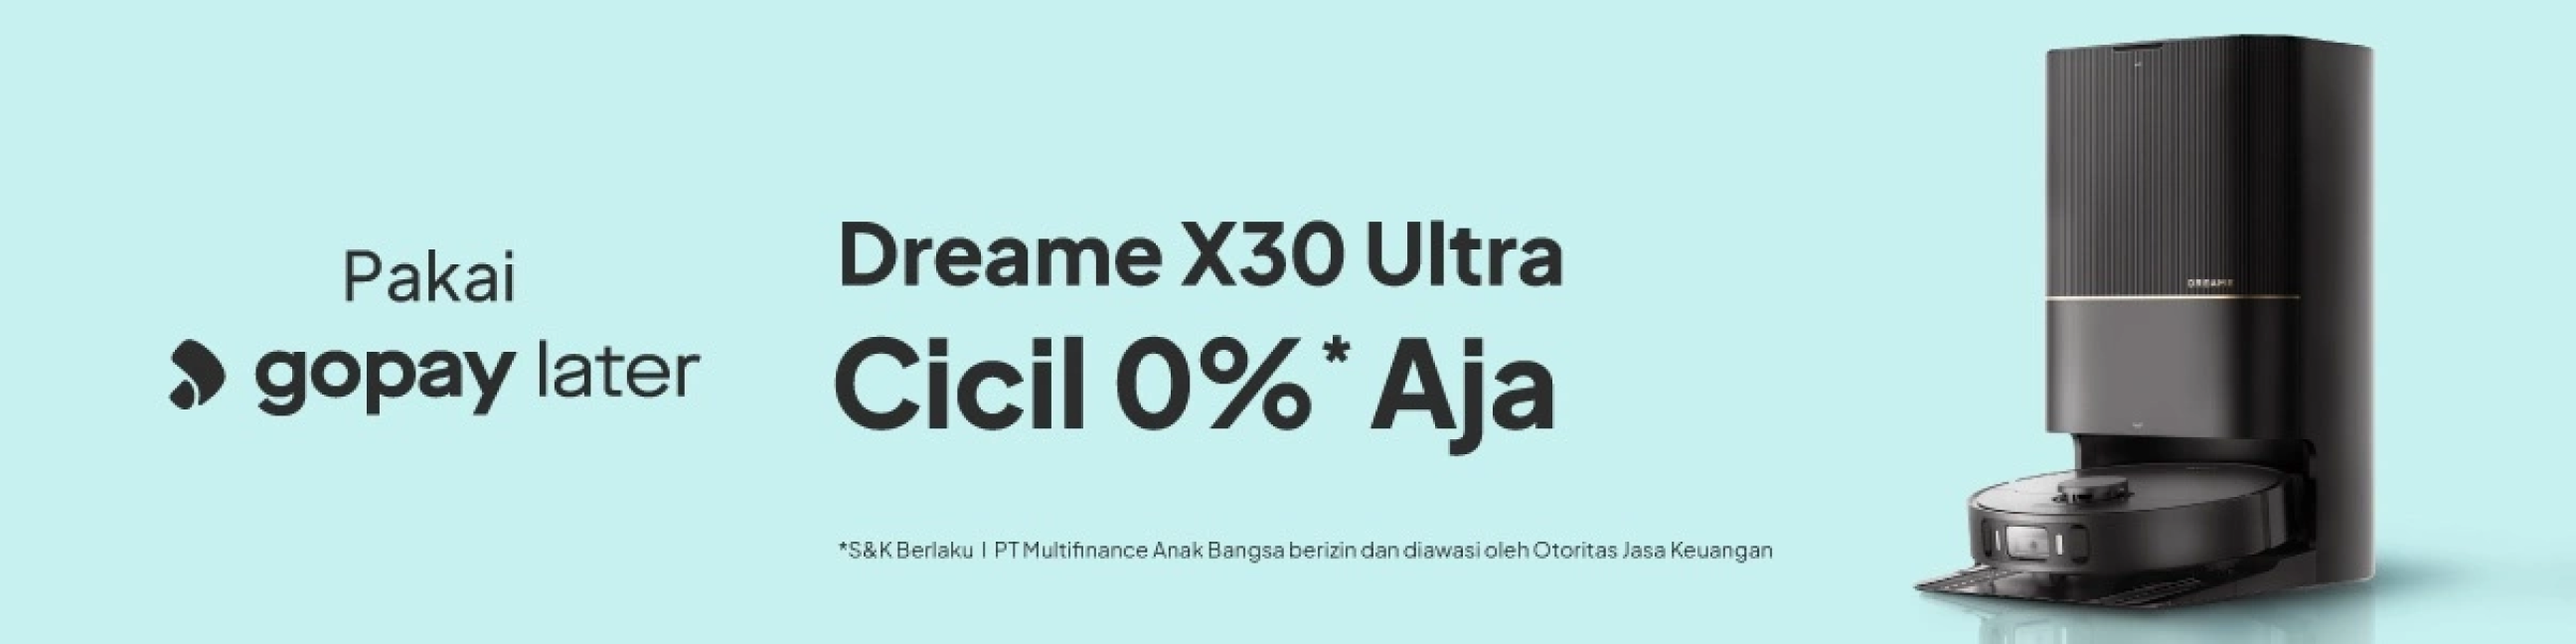 Pakai
gopay later
Dreame X30 Ultra
Cicil 0%* Aja
*S&K Berlaku | PT Multifinance Anak Bangsa berizin dan diawasi oleh Otoritas Jasa Keuangan
DREAME